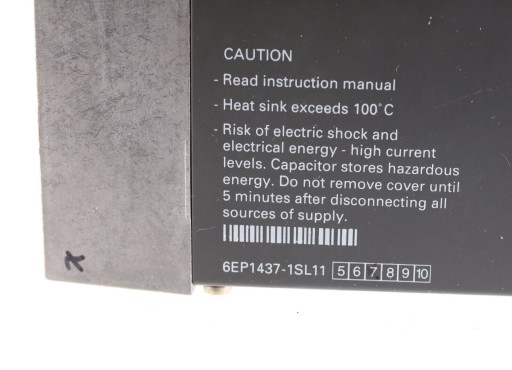 CAUTION
- Read instruction manual
- Heat sink exceeds 100°C
- Risk of electric shock and
electrical energy - high current
levels. Capacitor stores hazardous
energy. Do not remove cover until
5 minutes after disconnecting all
sources of supply.
6EP1437-1SL11 5 6 7 8 9 10